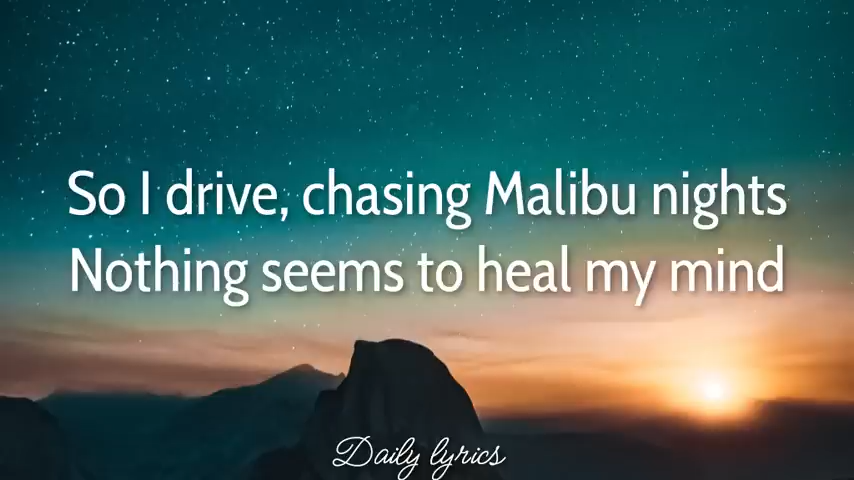 So I drive, chasing Malibu nights
Nothing seems to heal my mind
Daily lyrics